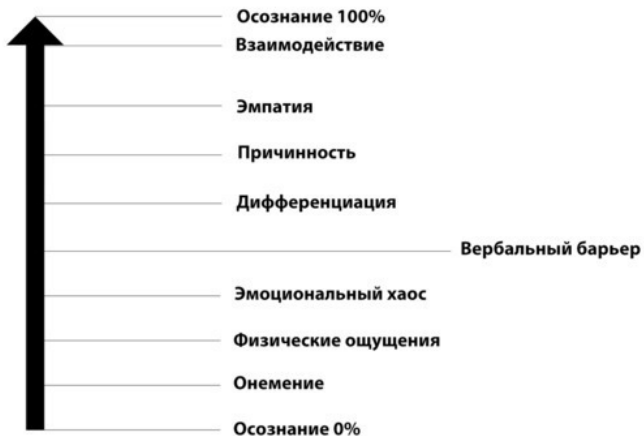 Осознание 100%
Взаимодействие
Эмпатия
Причинность
Дифференциация
Вербальный барьер
Эмоциональный хаос
Физические ощущения
Онемение
Осознание 0%